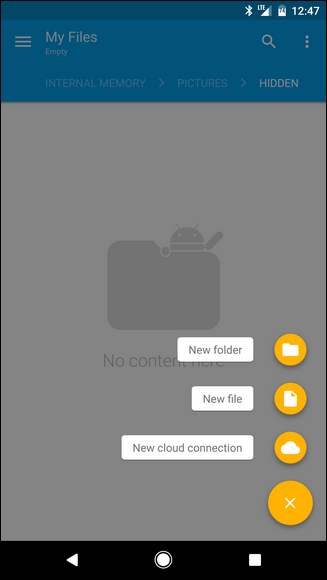 LTE 12:47
My Files
Empty
INTERNAL MEMORY > PICTURES > HIDDEN
No content here
New folder
New file
New cloud connection